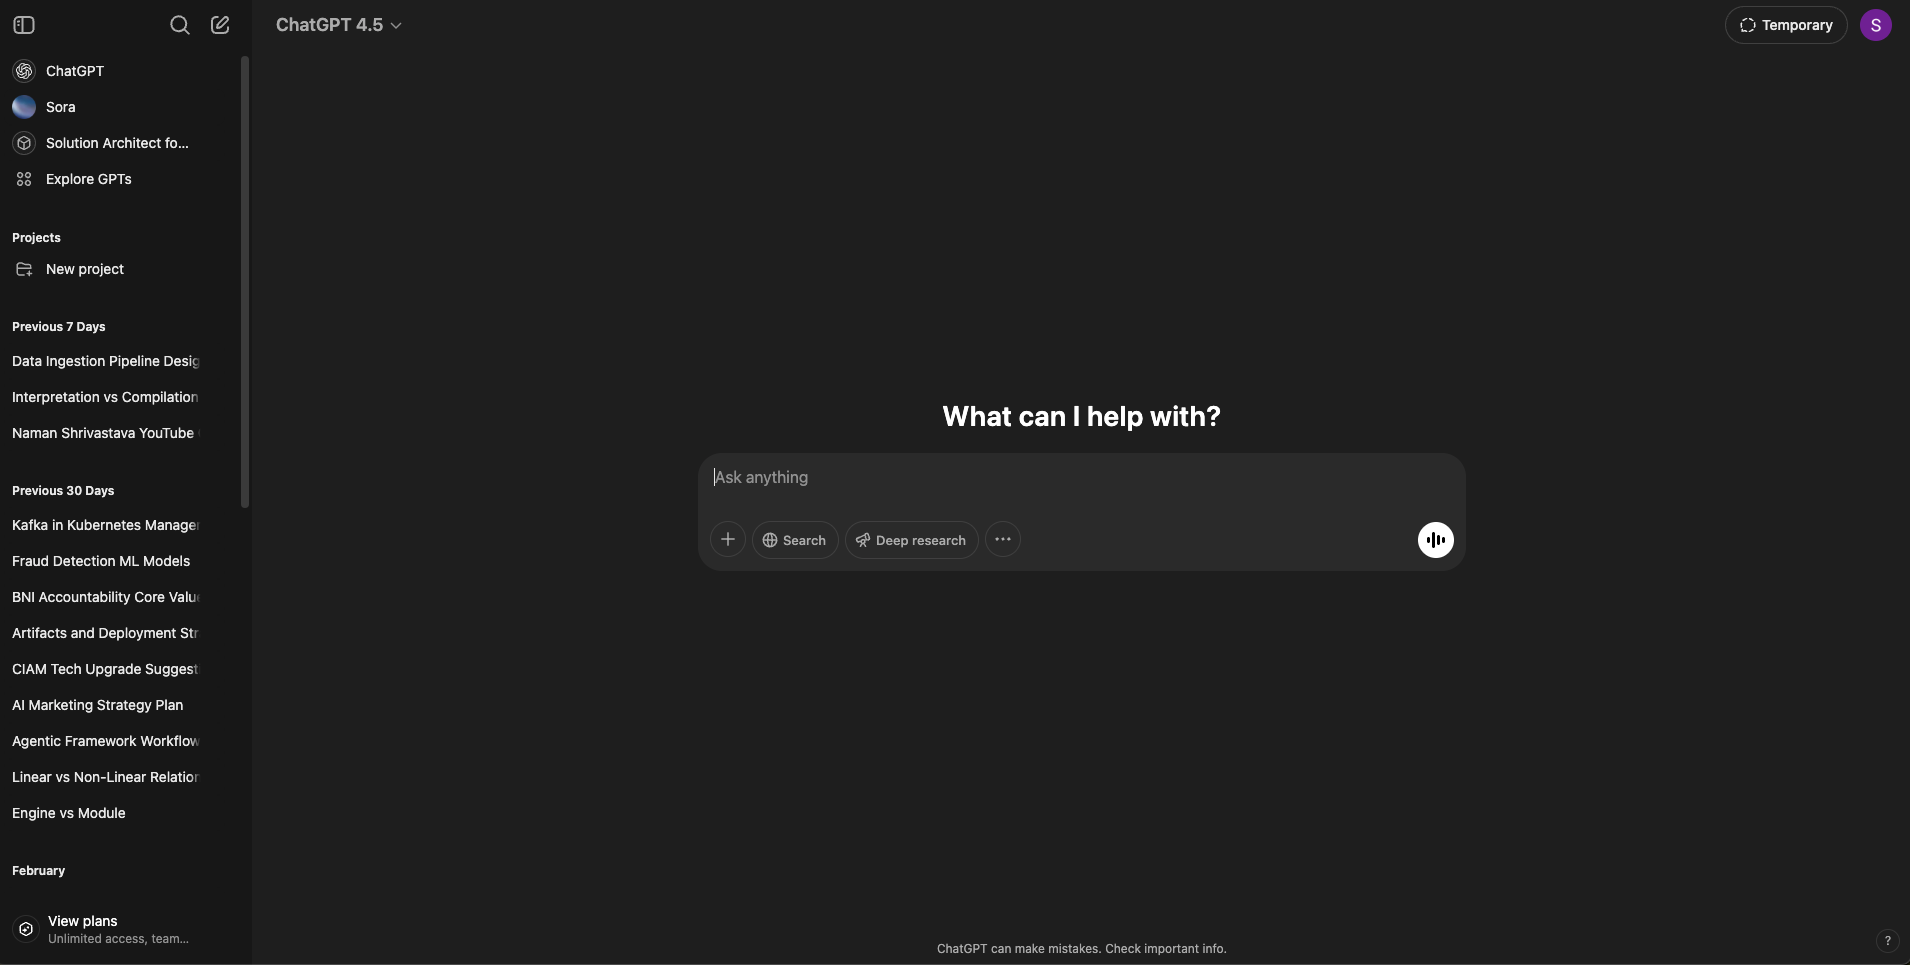 ChatGPT
Sora
Solution Architect fo...
Explore GPTs
Projects
New project
Previous 7 Days
Data Ingestion Pipeline Desig
Interpretation vs Compilation
Naman Shrivastava YouTube
Previous 30 Days
Kafka in Kubernetes Manager
Fraud Detection ML Models
BNI Accountability Core Value
Artifacts and Deployment Str
CIAM Tech Upgrade Suggest
AI Marketing Strategy Plan
Agentic Framework Workflow
Linear vs Non-Linear Relation
Engine vs Module
February
View plans
Unlimited access, team...
ChatGPT 4.5
Temporary
S
What can I help with?
Ask anything
Search
Deep research
ChatGPT can make mistakes. Check important info.
?